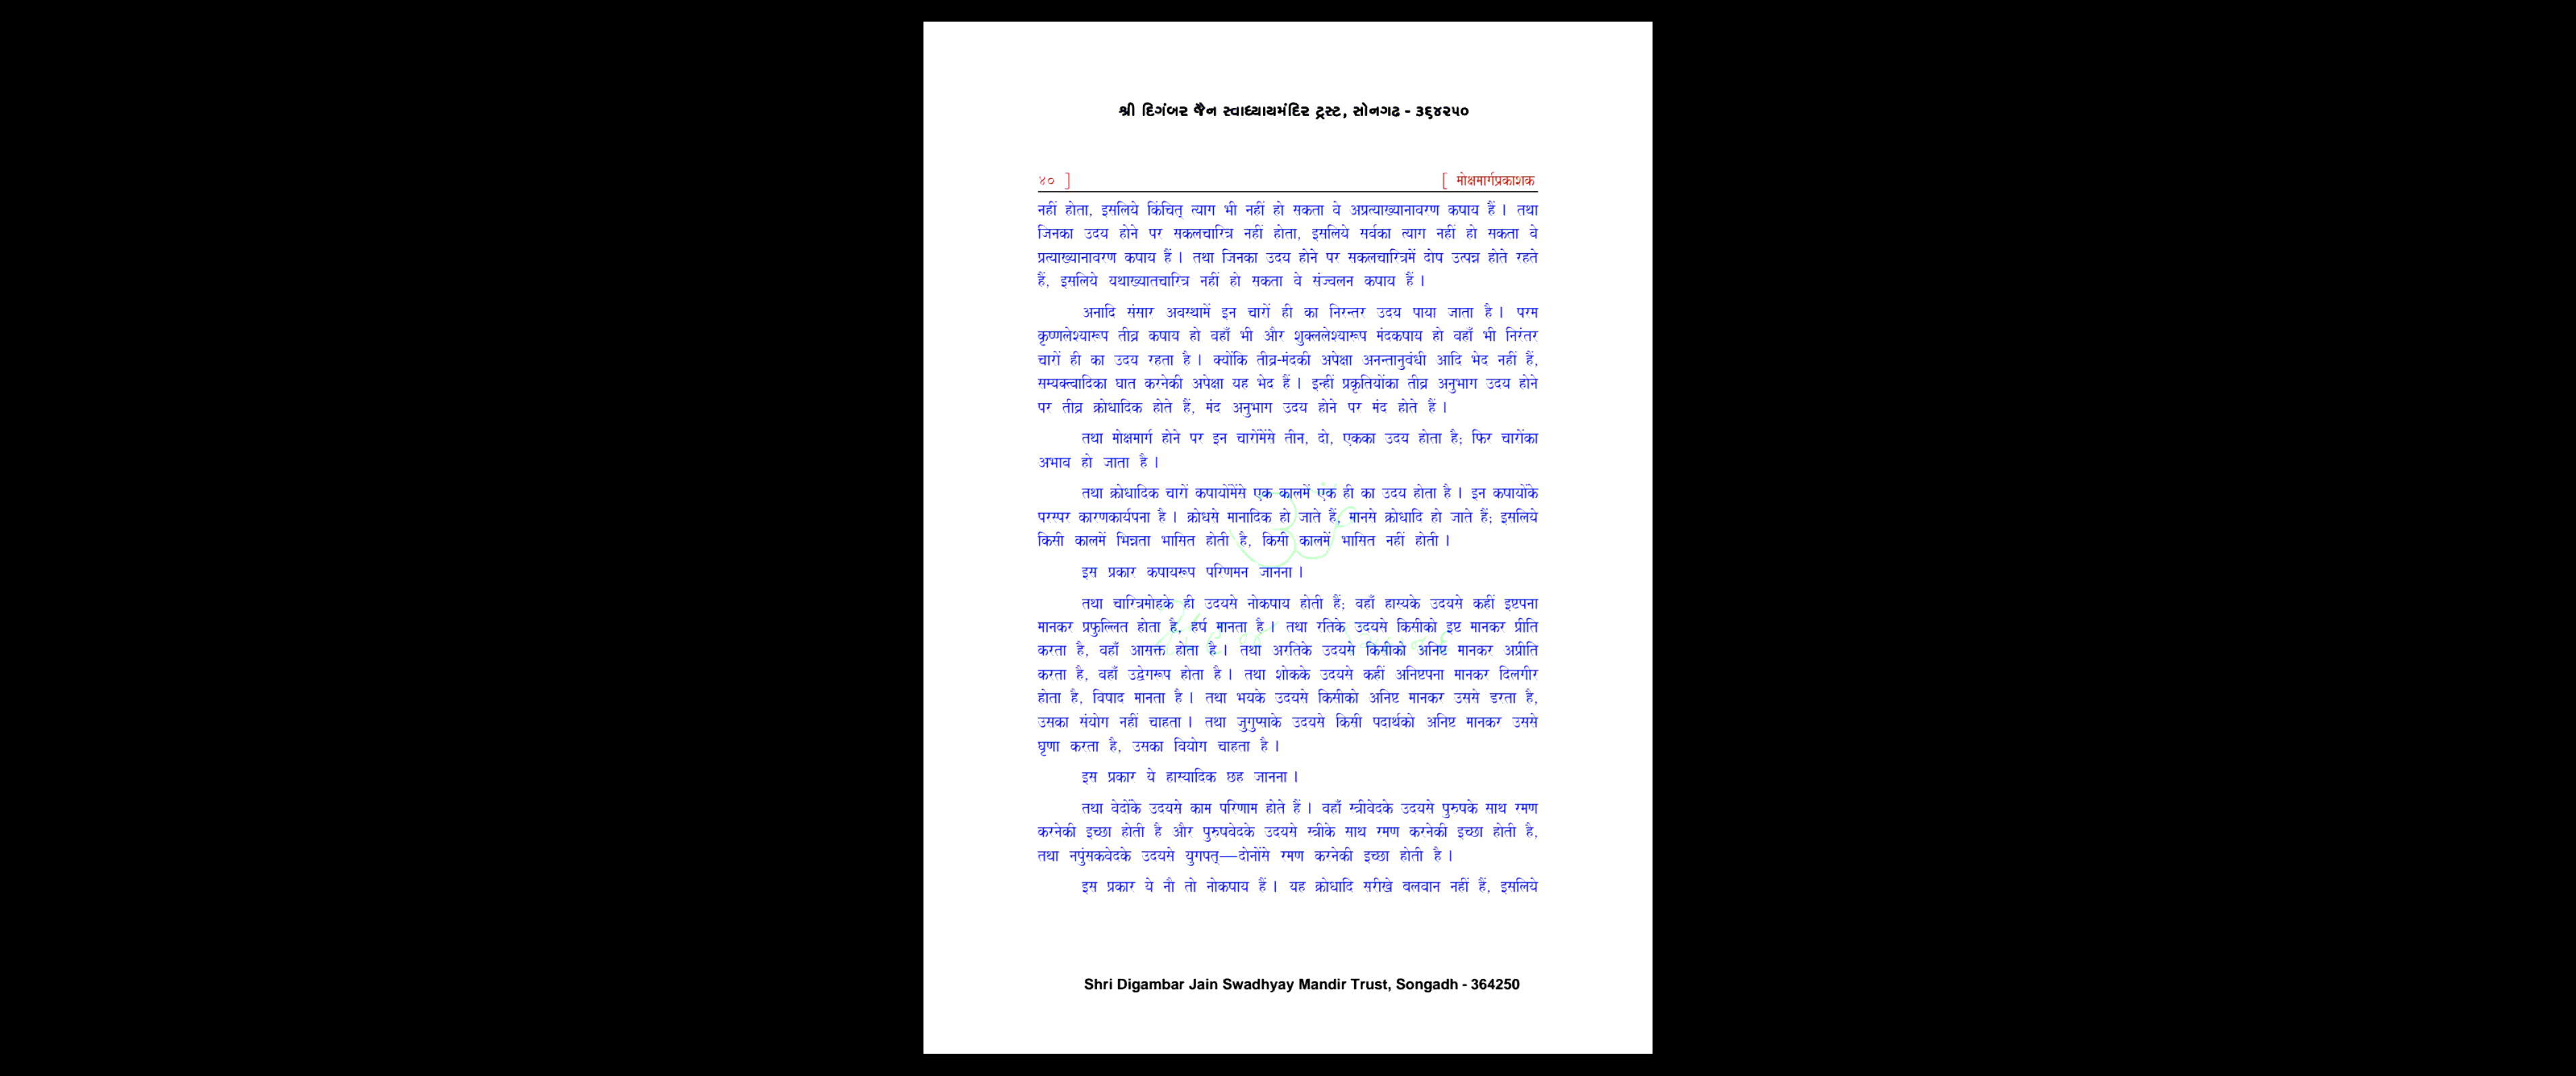 શ્રી દિગંબર જૈન સ્વાધ્યાયમંદિર ટ્રસ્ટ, સોનગઢ - ૩૬૪૨૫૦
४० ]
[ मोक्षमार्गप्रकाशक
नहीं होता, इसलिये किंचित् त्याग भी नहीं हो सकता वे अप्रत्याख्यानावरण कषाय हैं । तथा
जिनका उदय होने पर सकलचारित्र नहीं होता, इसलिये सर्वका त्याग नहीं हो सकता वे
प्रत्याख्यानावरण कषाय हैं । तथा जिनका उदय होने पर सकलचारित्रमें दोष उत्पन्न होते रहते
हैं, इसलिये यथाख्यातचारित्र नहीं हो सकता वे संज्वलन कषाय हैं ।
अनादि संसार अवस्थामें इन चारों ही का निरन्तर उदय पाया जाता है । परम
कृष्णलेश्यारूप तीव्र कषाय हो वहाँ भी और शुक्ललेश्यारूप मंदकषाय हो वहाँ भी निरंतर
चारों ही का उदय रहता है । क्योंकि तीव्र-मंदकी अपेक्षा अनन्तानुबंधी आदि भेद नहीं हैं,
सम्यक्त्वादिका घात करनेकी अपेक्षा यह भेद हैं । इन्हीं प्रकृतियोंका तीव्र अनुभाग उदय होने
पर तीव्र क्रोधादिक होते हैं, मंद अनुभाग उदय होने पर मंद होते हैं ।
तथा मोक्षमार्ग होने पर इन चारोंमेंसे तीन, दो, एकका उदय होता है; फिर चारोंका
अभाव हो जाता है ।
तथा क्रोधादिक चारों कषायोंमेंसे एक कालमें एक ही का उदय होता है । इन कषायोंके
परस्पर कारणकार्यपना है । क्रोधसे मानादिक हो जाते हैं, मानसे क्रोधादि हो जाते हैं; इसलिये
किसी कालमें भिन्नता भासित होती है, किसी कालमें भासित नहीं होती ।
इस प्रकार कषायरूप परिणमन जानना ।
तथा चारित्रमोहके ही उदयसे नोकषाय होती हैं; वहाँ हास्यके उदयसे कहीं इष्टपना
मानकर प्रफुल्लित होता है, हर्ष मानता है । तथा रतिके उदयसे किसीको इष्ट मानकर प्रीति
करता है, वहाँ आसक्त होता है । तथा अरतिके उदयसे किसीको अनिष्ट मानकर अप्रीति
करता है, वहाँ उद्वेगरूप होता है । तथा शोकके उदयसे कहीं अनिष्टपना मानकर दिलगीर
होता है, विषाद मानता है । तथा भयके उदयसे किसीको अनिष्ट मानकर उससे डरता है,
उसका संयोग नहीं चाहता । तथा जुगुप्साके उदयसे किसी पदार्थको अनिष्ट मानकर उससे
घृणा करता है, उसका वियोग चाहता है ।
इस प्रकार ये हास्यादिक छह जानना ।
तथा वेदोंके उदयसे काम परिणाम होते हैं । वहाँ स्त्रीवेदके उदयसे पुरुषके साथ रमण
करनेकी इच्छा होती है और पुरुषवेदके उदयसे स्त्रीके साथ रमण करनेकी इच्छा होती है,
तथा नपुंसकवेदके उदयसे युगपत्—दोनोंसे रमण करनेकी इच्छा होती है ।
इस प्रकार ये नौ तो नोकषाय हैं । यह क्रोधादि सरीखे बलवान नहीं हैं, इसलिये
Shri Digambar Jain Swadhyay Mandir Trust, Songadh - 364250